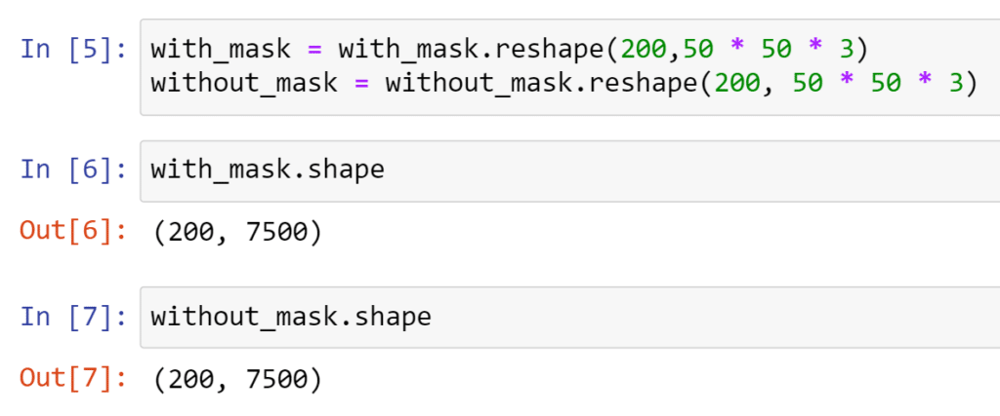 In [5]: with_mask = with_mask.reshape(200,50 * 50 * 3)
without_mask = without_mask.reshape(200, 50 * 50 * 3)
In [6]: with_mask.shape
Out[6]: (200, 7500)
In [7]: without_mask.shape
Out[7]: (200, 7500)